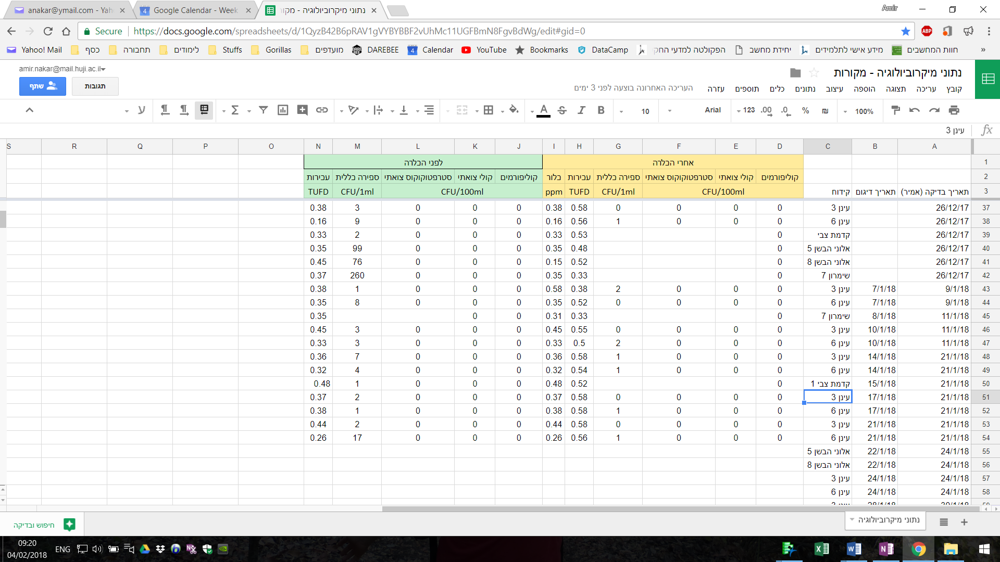 anakar@ymail.com - Yah
Google Calendar - Week
נתוני מיקרוביולוגיה - מקור
Amir
Secure
https://docs.google.com/spreadsheets/d/1QyzB42B6pRAV1gVYBYBBF2vUhMc11UGFBmN8FgvBdWg/edit#gid=0
ABP
Yahoo! Mail כסף תחבורה לימודים Stuffs Gorillas מועדפים DAREBEE Calendar YouTube Bookmarks DataCamp הפקולטה למדעי החק יחידת מחשב מידע אישי לתלמידים חוות המחשבים »
amir.nakar@mail.huji.ac.il
נתוני מיקרוביולוגיה - מקורות
שתף
תגובות
קובץ עריכה תצוגה הוספה עיצוב נתונים כלים תוספים עזרה העריכה האחרונה בוצעה לפני 3 ימים
100% ₪ % .0 .00 123 Arial 10 B I S A Σ ע
fx עינן 3
S R Q P O N M L K J I H G F E D C B A
1 אחרי הכלרה לפני הכלרה
2 קוליפורמים קולי צואתי סטרפטוקוקוס צואתי ספירה כללית עבירות כלור קוליפורמים קולי צואתי סטרפטוקוקוס צואתי ספירה כללית עבירות
3 תאריך בדיקה (אמיר) תאריך דיגום קידוח CFU/100ml CFU/1ml TUFD ppm CFU/100ml CFU/1ml TUFD
37 26/12/17 עינן 3 0 0 0 0 0.58 0.38 0 0 0 3 0.38
38 26/12/17 עינן 6 0 0 0 1 0.56 0.16 0 0 0 9 0.16
39 26/12/17 קדמת צבי 0 0.53 0.33 0 0 0 2 0.33
40 26/12/17 אלוני הבשן 5 0 0.48 0.35 0 0 0 99 0.35
41 26/12/17 אלוני הבשן 8 0 0.52 0.15 0 0 0 76 0.45
42 26/12/17 שימרון 7 0 0.33 0.35 0 0 0 260 0.37
43 9/1/18 7/1/18 עינן 3 0 0 0 2 0.38 0.58 0 0 0 1 0.38
44 9/1/18 7/1/18 עינן 6 0 0 0 0 0.52 0.35 0 0 0 8 0.35
45 11/1/18 8/1/18 שימרון 7 0 0.33 0.31 0 0 0.35
46 11/1/18 10/1/18 עינן 3 0 0 0 0 0.55 0.45 0 0 0 3 0.45
47 11/1/18 10/1/18 עינן 6 0 0 0 2 0.5 0.33 0 0 0 3 0.33
48 21/1/18 14/1/18 עינן 3 0 0 0 1 0.58 0.36 0 0 0 7 0.36
49 21/1/18 14/1/18 עינן 6 0 0 0 1 0.54 0.32 0 0 0 4 0.32
50 21/1/18 15/1/18 קדמת צבי 1 0 0.52 0.48 0 0 0 1 0.48
51 21/1/18 17/1/18 עינן 3 0 0 0 0 0.58 0.37 0 0 0 2 0.37
52 21/1/18 17/1/18 עינן 6 0 0 0 1 0.58 0.38 0 0 0 1 0.38
53 21/1/18 21/1/18 עינן 3 0 0 0 0 0.58 0.44 0 0 0 2 0.44
54 21/1/18 21/1/18 עינן 6 0 0 0 1 0.56 0.26 0 0 0 17 0.26
55 24/1/18 22/1/18 אלוני הבשן 5
56 24/1/18 22/1/18 אלוני הבשן 8
57 24/1/18 24/1/18 עינן 3
58 24/1/18 24/1/18 עינן 6
נתוני מיקרוביולוגיה
חיפוש ובדיקה
09:20
04/02/2018
ENG